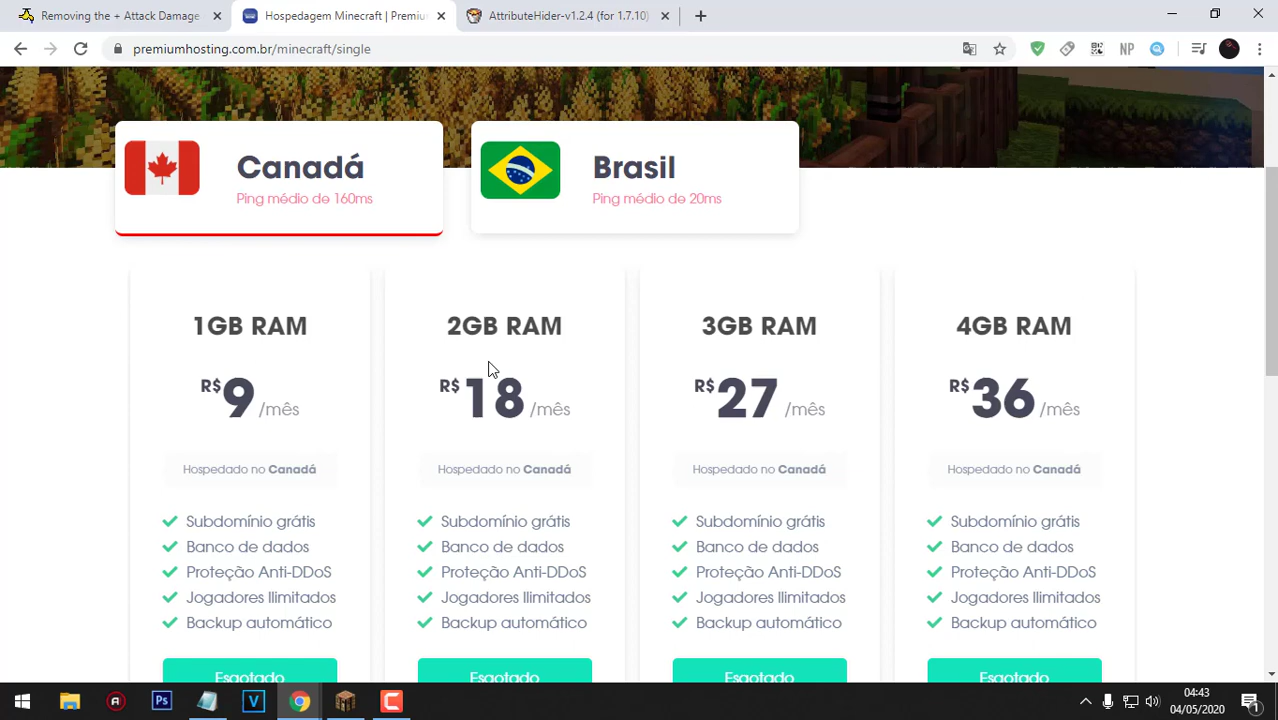 Removing the + Attack Damage
Hospedagem Minecraft | Premiu
AttributeHider-v1.2.4 (for 1.7.10)
premiumhosting.com.br/minecraft/single
NP
Canadá
Ping médio de 160ms
Brasil
Ping médio de 20ms
1GB RAM
R$ 9 /mês
Hospedado no Canadá
Subdomínio grátis
Banco de dados
Proteção Anti-DDoS
Jogadores Ilimitados
Backup automático
Esgotado
2GB RAM
R$ 18 /mês
Hospedado no Canadá
Subdomínio grátis
Banco de dados
Proteção Anti-DDoS
Jogadores Ilimitados
Backup automático
Esgotado
3GB RAM
R$ 27 /mês
Hospedado no Canadá
Subdomínio grátis
Banco de dados
Proteção Anti-DDoS
Jogadores Ilimitados
Backup automático
Esgotado
4GB RAM
R$ 36 /mês
Hospedado no Canadá
Subdomínio grátis
Banco de dados
Proteção Anti-DDoS
Jogadores Ilimitados
Backup automático
Esgotado
Ps
V
C
04:43
04/05/2020
1